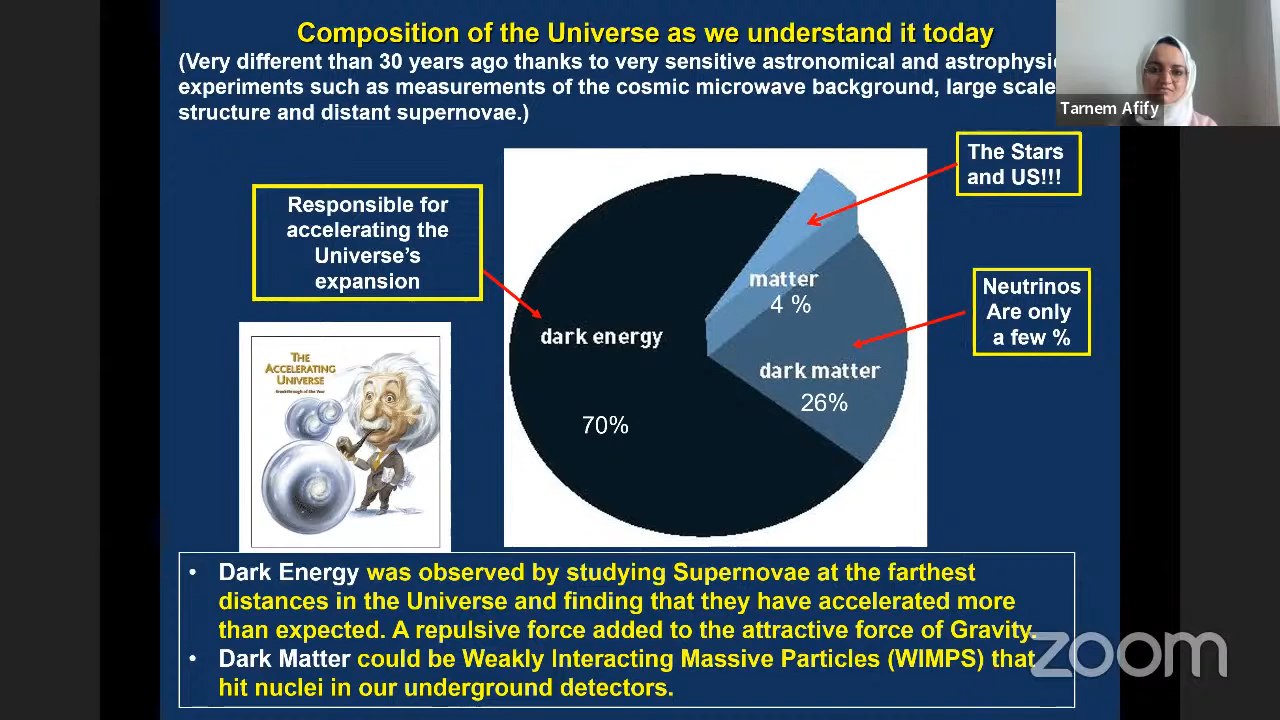 Composition of the Universe as we understand it today
(Very different than 30 years ago thanks to very sensitive astronomical and
experiments such as measurements of the cosmic microwave background, large scale
structure and distant supernovae.)
Tarnem Afify
The Stars
and US!!!
Responsible for
accelerating the
Universe's
expansion
matter
4 %
Neutrinos
Are only
a few %
dark energy
70%
dark matter
26%
THE
ACCELERATING
UNIVERSE
Breakthrough of the Year
• Dark Energy was observed by studying Supernovae at the farthest
distances in the Universe and finding that they have accelerated more
than expected. A repulsive force added to the attractive force of Gravity.
• Dark Matter could be Weakly Interacting Massive Particles (WIMPS) that
hit nuclei in our underground detectors.
zoom